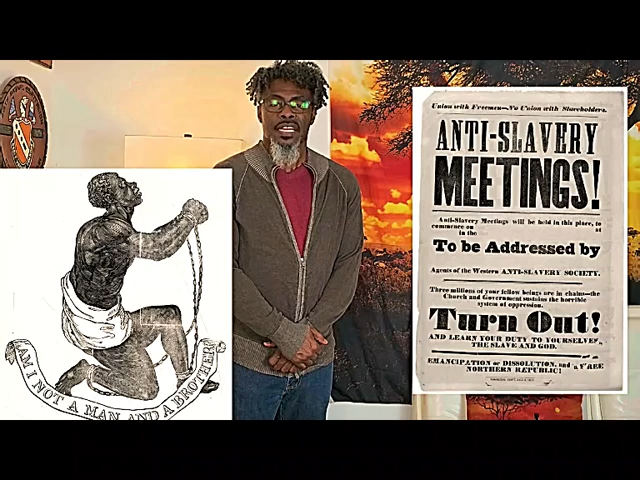 AM I NOT A MAN AND A BROTHER
Union with Freemen—No Union with Slaveholders.
ANTI-SLAVERY
MEETINGS!
Anti-Slavery Meetings will be held in this place, to
commence on at
in the
To be Addressed by
Agents of the Western ANTI-SLAVERY SOCIETY.
Three millions of your fellow beings are in chains—the
Church and Government sustains the horrible
system of oppression.
Turn Out!
AND LEARN YOUR DUTY TO YOURSELVES,
THE SLAVE AND GOD.
EMANCIPATION or DISSOLUTION, and a FREE
NORTHERN REPUBLIC!